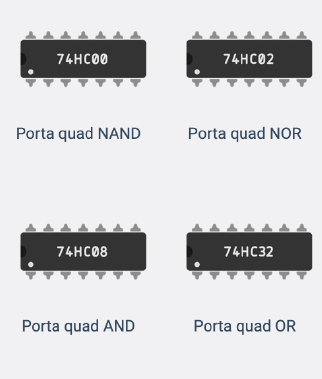 74HC00
74HC02
Porta quad NAND
Porta quad NOR
74HC08
74HC32
Porta quad AND
Porta quad OR